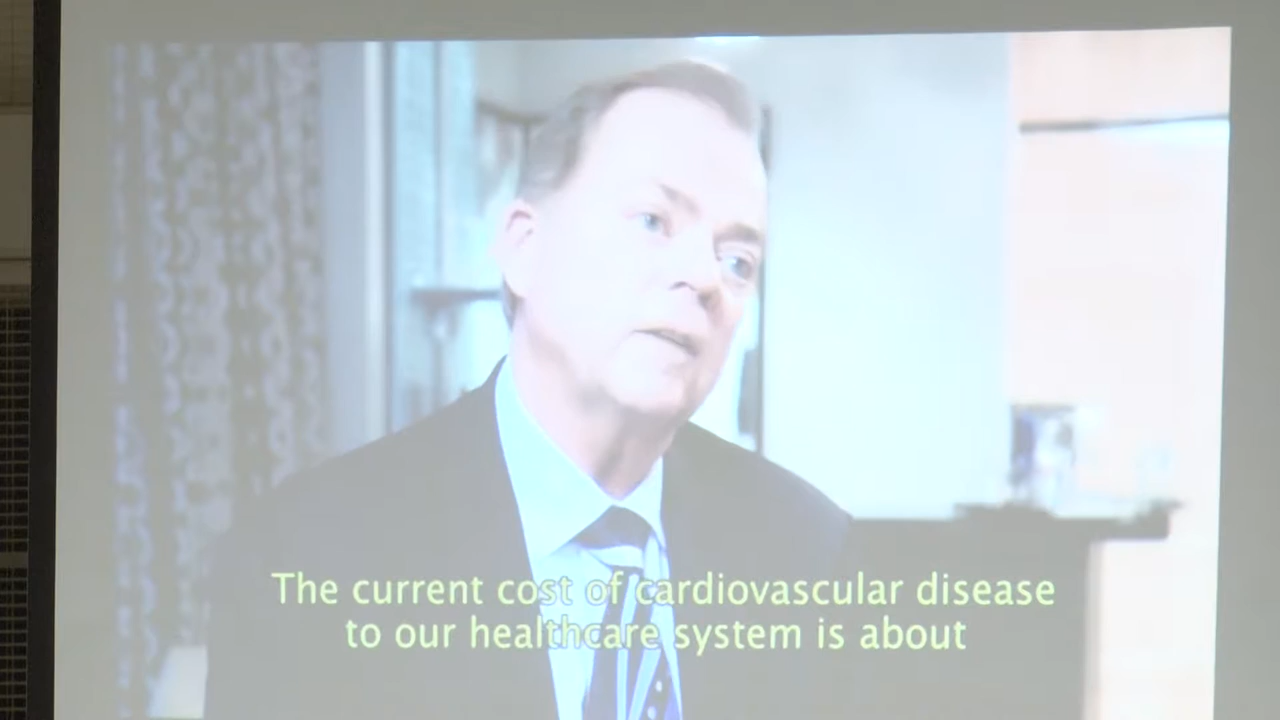 The current cost of cardiovascular disease
to our healthcare system is about